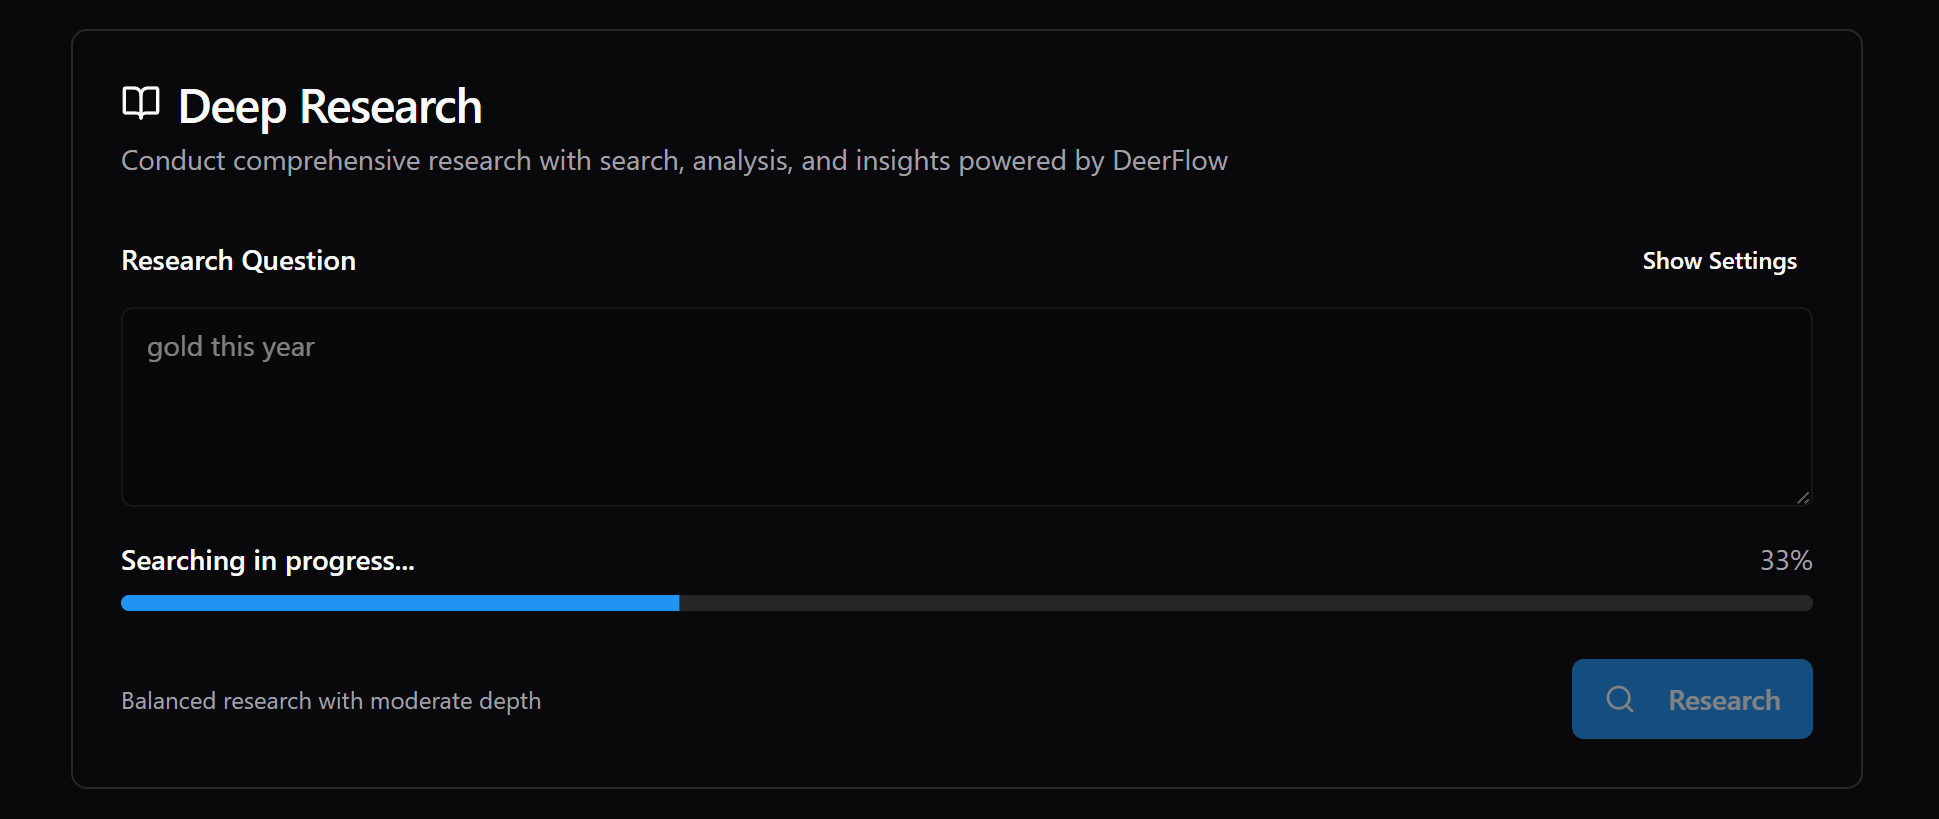 Deep Research
Conduct comprehensive research with search, analysis, and insights powered by DeerFlow
Research Question
Show Settings
gold this year
Searching in progress...
33%
Balanced research with moderate depth
Research